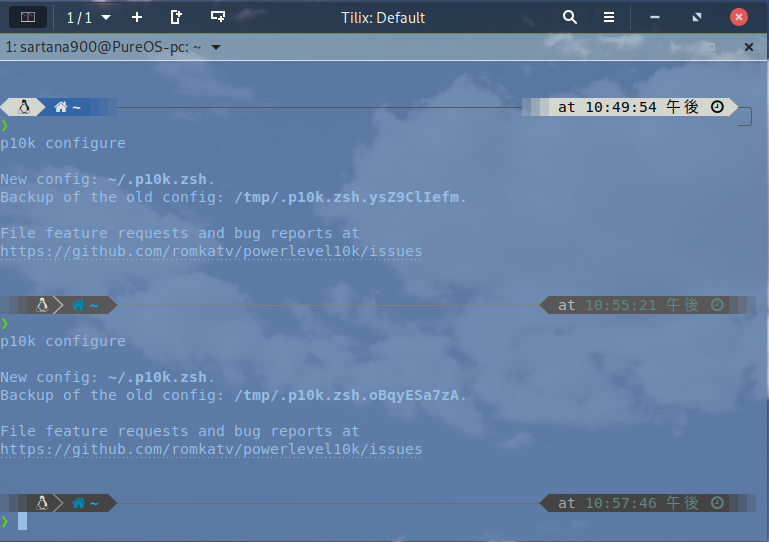 1 / 1
Tilix: Default
1: sartana900@PureOS-pc: ~
~ at 10:49:54 午後
❯
p10k configure
New config: ~/.p10k.zsh.
Backup of the old config: /tmp/.p10k.zsh.ysZ9ClIefm.
File feature requests and bug reports at
https://github.com/romkatv/powerlevel10k/issues
~ at 10:55:21 午後
❯
p10k configure
New config: ~/.p10k.zsh.
Backup of the old config: /tmp/.p10k.zsh.oBqyESa7zA.
File feature requests and bug reports at
https://github.com/romkatv/powerlevel10k/issues
~ at 10:57:46 午後
❯